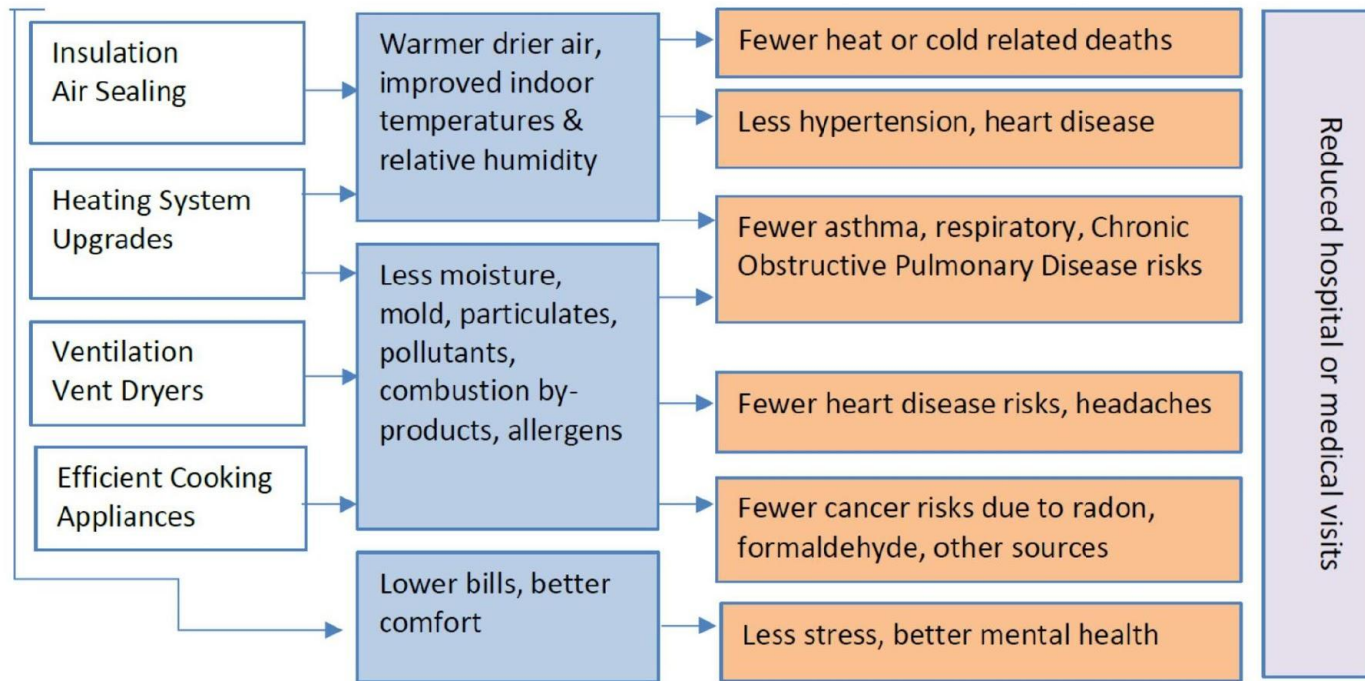 Insulation
Air Sealing
Heating System
Upgrades
Ventilation
Vent Dryers
Efficient Cooking
Appliances
Warmer drier air,
improved indoor
temperatures &
relative humidity
Less moisture,
mold, particulates,
pollutants,
combustion by-
products, allergens
Lower bills, better
comfort
Fewer heat or cold related deaths
Less hypertension, heart disease
Fewer asthma, respiratory, Chronic
Obstructive Pulmonary Disease risks
Fewer heart disease risks, headaches
Fewer cancer risks due to radon,
formaldehyde, other sources
Less stress, better mental health
Reduced hospital or medical visits